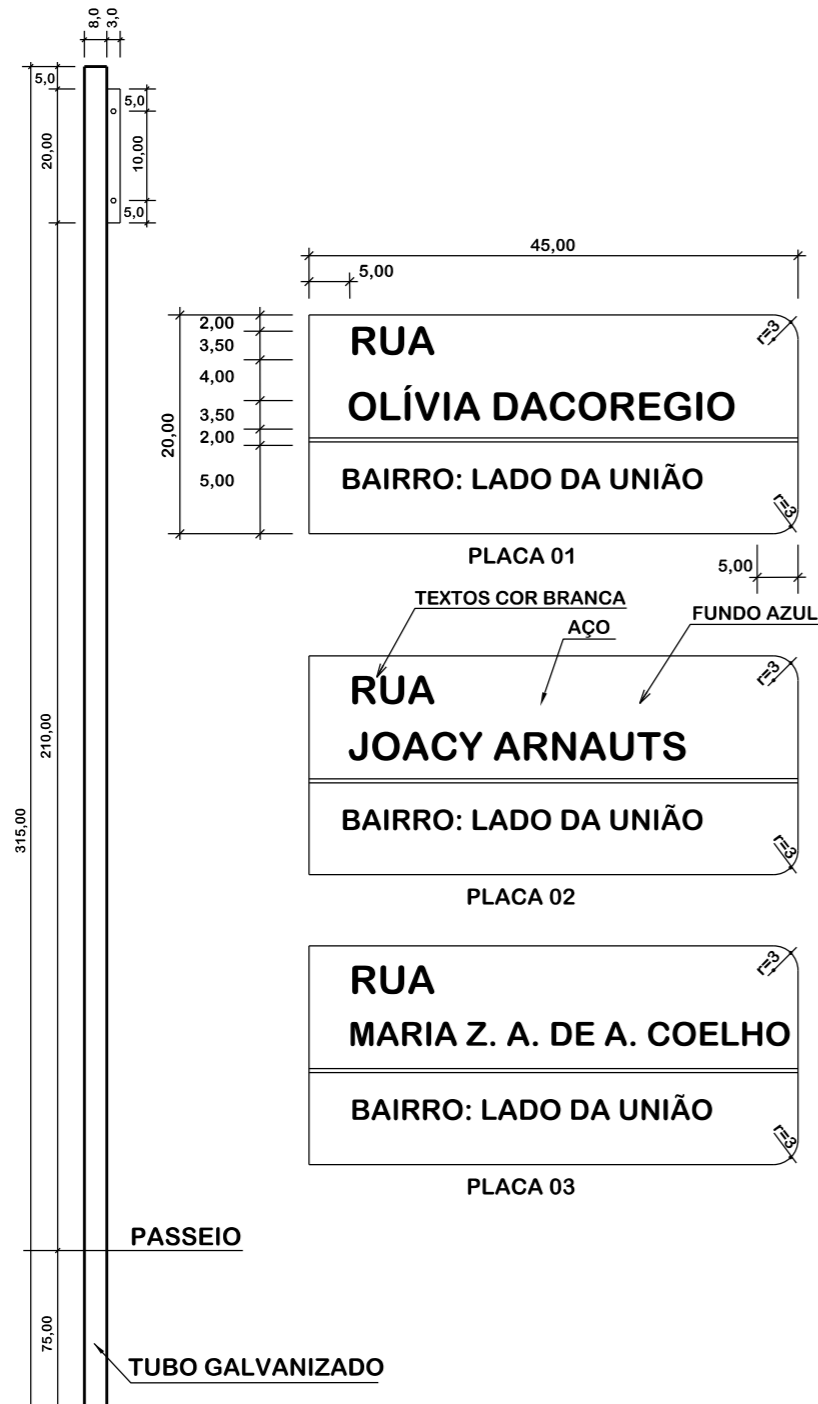 8,0
3,0
5,0
20,00
5,0
10,00
5,0
210,00
315,00
75,00
45,00
5,00
2,00
3,50
4,00
3,50
2,00
5,00
20,00
RUA
r=3
OLÍVIA DACOREGIO
BAIRRO: LADO DA UNIÃO
r=3
PLACA 01
5,00
TEXTOS COR BRANCA
AÇO
FUNDO AZUL
RUA
r=3
JOACY ARNAUTS
BAIRRO: LADO DA UNIÃO
r=3
PLACA 02
RUA
r=3
MARIA Z. A. DE A. COELHO
BAIRRO: LADO DA UNIÃO
r=3
PLACA 03
PASSEIO
TUBO GALVANIZADO